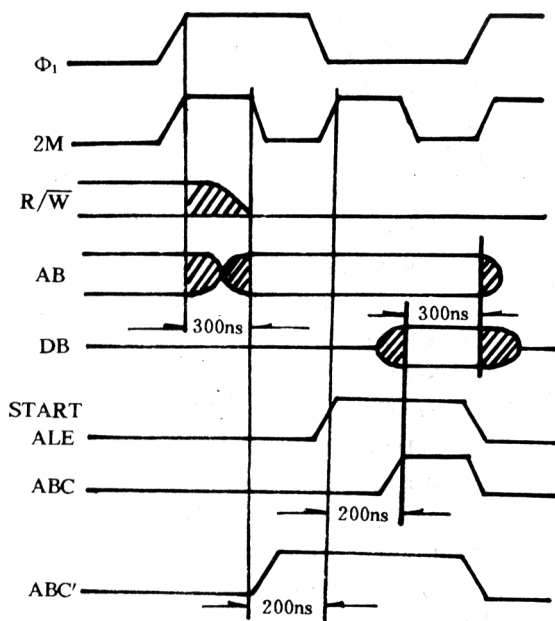 Φ₁
2M
R/W̅
AB
300ns
300ns
DB
START
ALE
ABC
200ns
ABC′
200ns